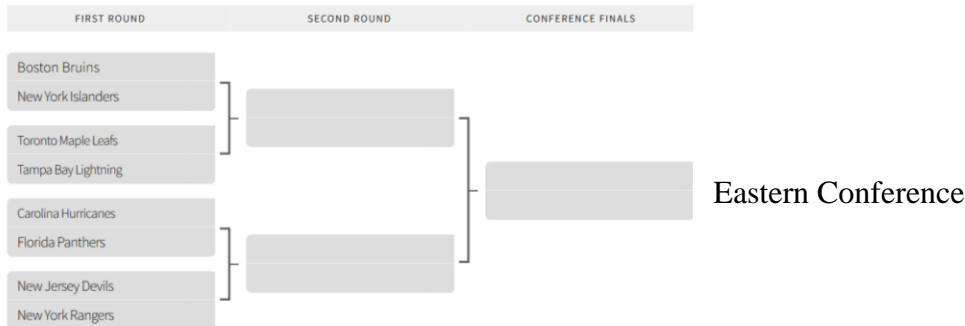 FIRST ROUND SECOND ROUND CONFERENCE FINALS
Boston Bruins
New York Islanders
Toronto Maple Leafs
Tampa Bay Lightning
Carolina Hurricanes
Florida Panthers
New Jersey Devils
New York Rangers
Eastern Conference